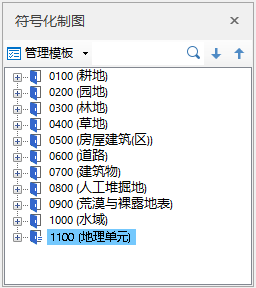 符号化制图
管理模板
0100 (耕地)
0200 (园地)
0300 (林地)
0400 (草地)
0500 (房屋建筑(区))
0600 (道路)
0700 (建筑物)
0800 (人工堆掘地)
0900 (荒漠与裸露地表)
1000 (水域)
1100 (地理单元)